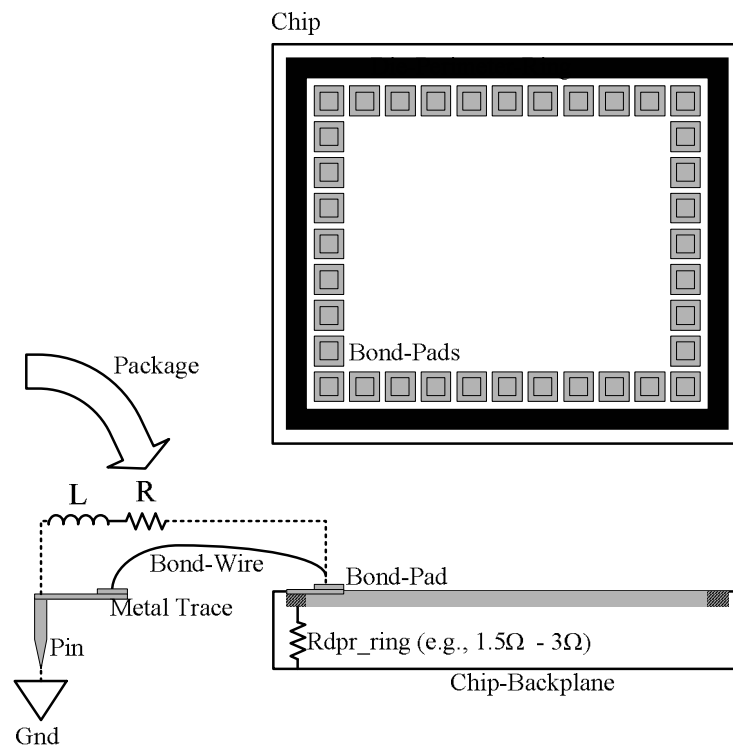 Chip
Bond-Pads
Package
L
R
Bond-Wire
Bond-Pad
Metal Trace
Rdpr_ring (e.g., 1.5Ω - 3Ω)
Pin
Chip-Backplane
Gnd